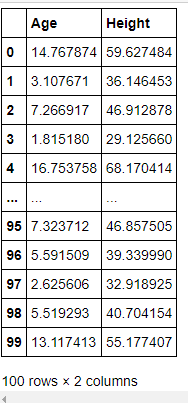 Age Height
0 14.767874 59.627484
1 3.107671 36.146453
2 7.266917 46.912878
3 1.815180 29.125660
4 16.753758 68.170414
... ... ...
95 7.323712 46.857505
96 5.591509 39.339990
97 2.625606 32.918925
98 5.519293 40.704154
99 13.117413 55.177407
100 rows × 2 columns